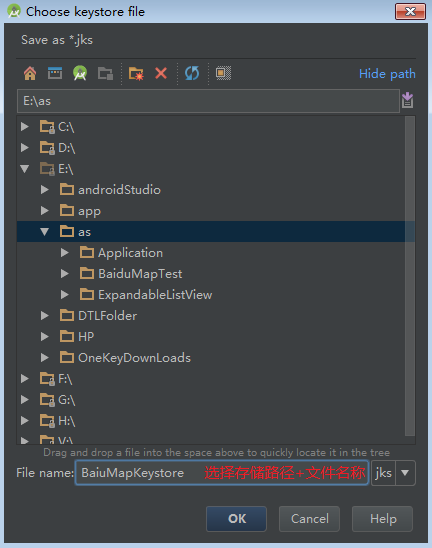 Choose keystore file
Save as *.jks
Hide path
E:\as
C:\
D:\
E:\
androidStudio
app
as
Application
BaiduMapTest
ExpandableListView
DTLFolder
HP
OneKeyDownLoads
F:\
G:\
H:\
V:\
Drag and drop a file into the space above to quickly locate it in the tree
File name: BaiuMapKeystore 选择存储路径+文件名称 jks
OK Cancel Help